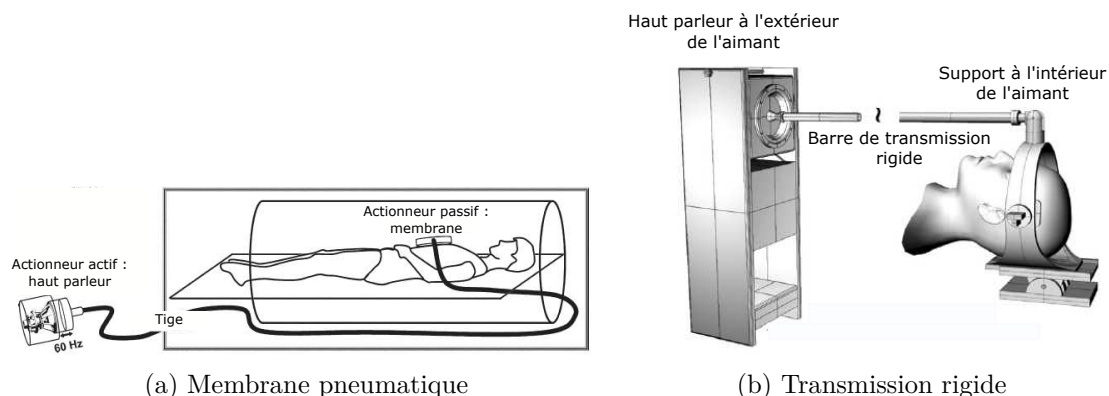 Haut parleur à l'extérieur
de l'aimant
Support à l'intérieur
de l'aimant
Barre de transmission
rigide
Actionneur passif :
membrane
Actionneur actif :
haut parleur
Tige
60 Hz
(a) Membrane pneumatique
(b) Transmission rigide